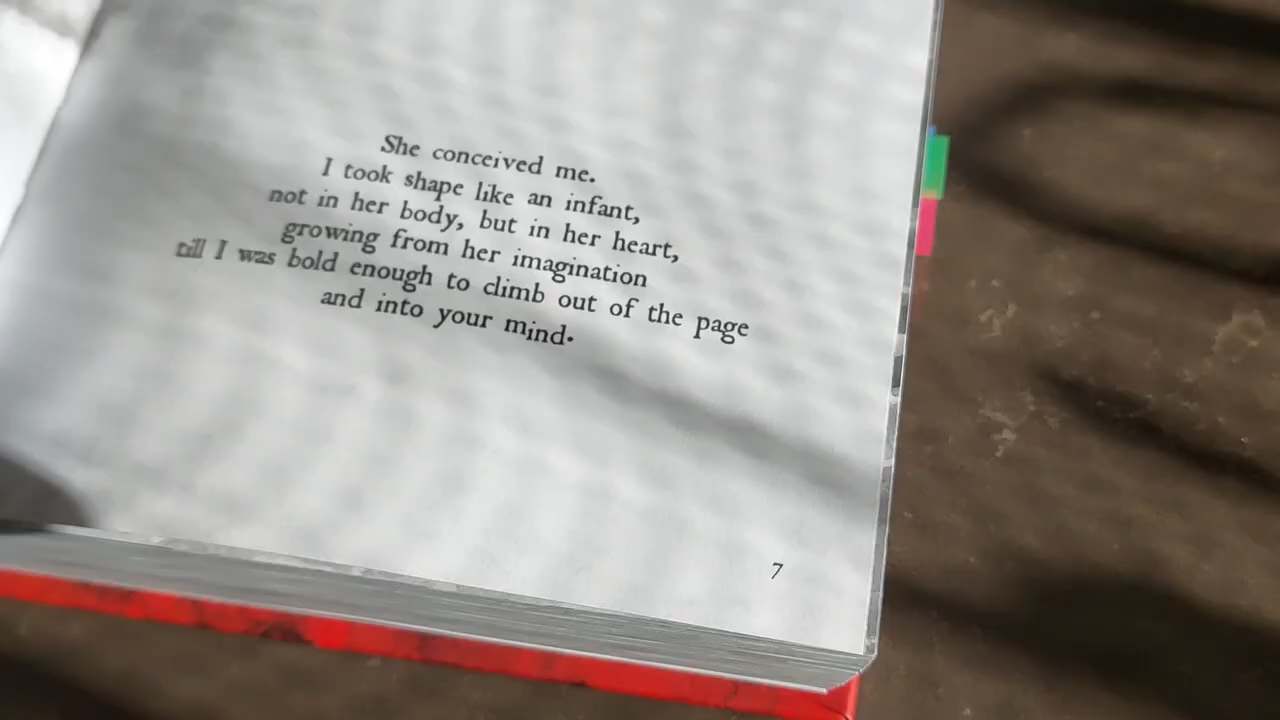 She conceived me.
I took shape like an infant,
not in her body, but in her heart,
growing from her imagination
till I was bold enough to climb out of the page
and into your mind.
7